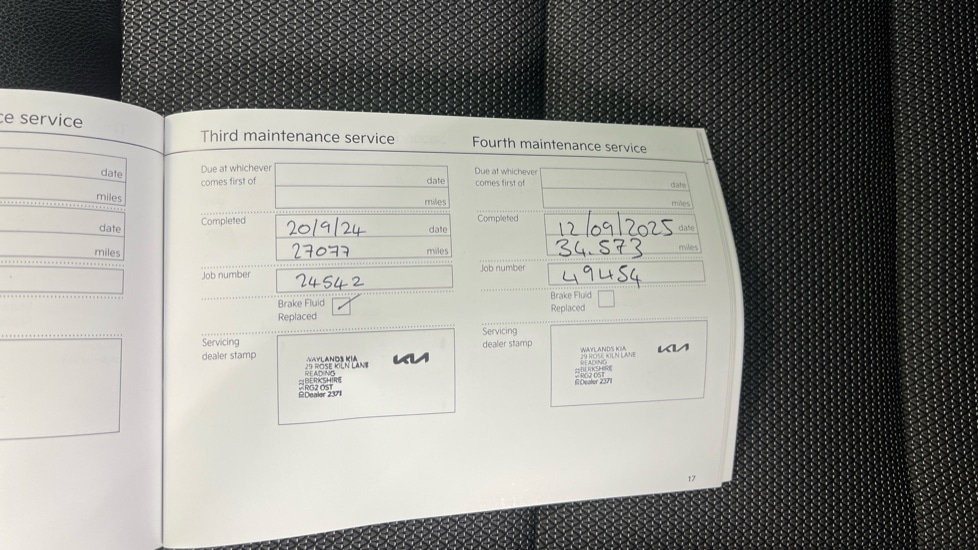 ce service
date
miles
date
miles
Third maintenance service
Due at whichever
comes first of
date
miles
Completed
20/9/24 date
27077 miles
Job number
24542
Brake Fluid
Replaced
Servicing
dealer stamp
WAYLANDS KIA
29 ROSE KILN LANE
READING
BERKSHIRE
RG2 0ST
Dealer 2371
KIA
Fourth maintenance service
Due at whichever
comes first of
date
miles
Completed
12/09/2025 date
34.573 miles
Job number
49454
Brake Fluid
Replaced
Servicing
dealer stamp
WAYLANDS KIA
29 ROSE KILN LANE
READING
BERKSHIRE
RG2 0ST
Dealer 2371
KIA
17